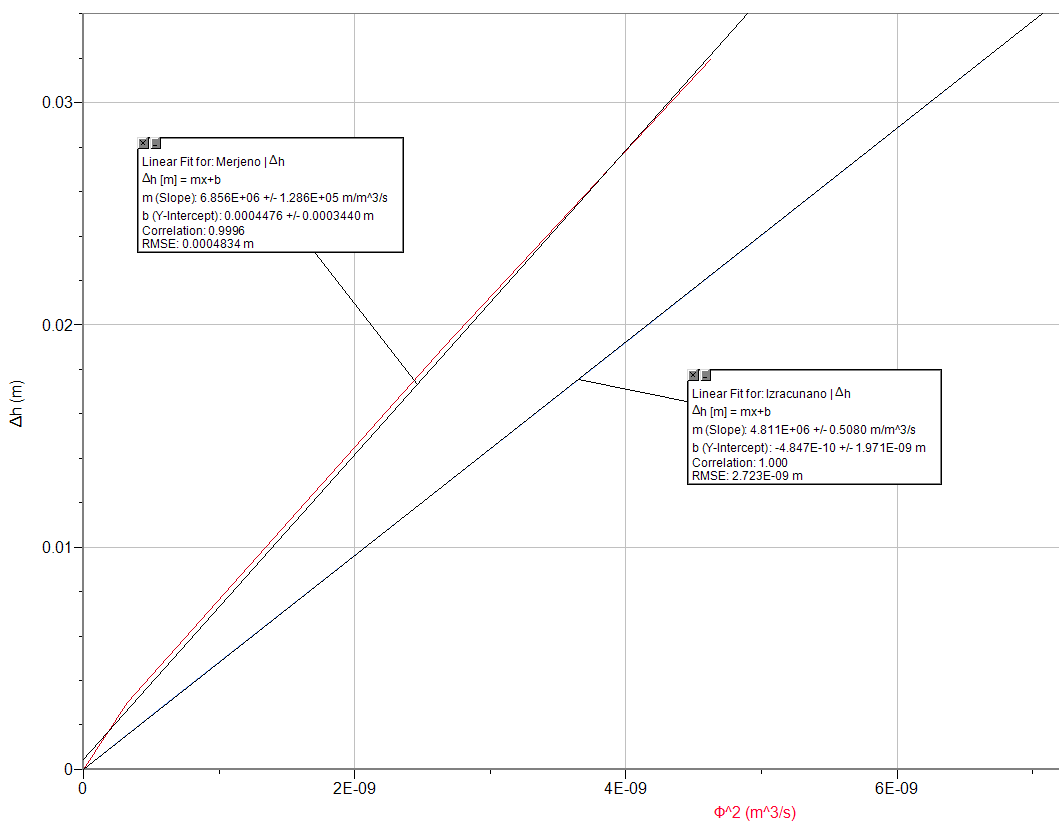 0.03
Linear Fit for: Merjeno | Δh
Δh [m] = mx+b
m (Slope): 6.856E+06 +/- 1.286E+05 m/m^3/s
b (Y-Intercept): 0.0004476 +/- 0.0003440 m
Correlation: 0.9996
RMSE: 0.0004834 m
0.02
Δh (m)
Linear Fit for: Izracunano | Δh
Δh [m] = mx+b
m (Slope): 4.811E+06 +/- 0.5080 m/m^3/s
b (Y-Intercept): -4.847E-10 +/- 1.971E-09 m
Correlation: 1.000
RMSE: 2.723E-09 m
0.01
0
0 2E-09 4E-09 6E-09
Φ^2 (m^3/s)